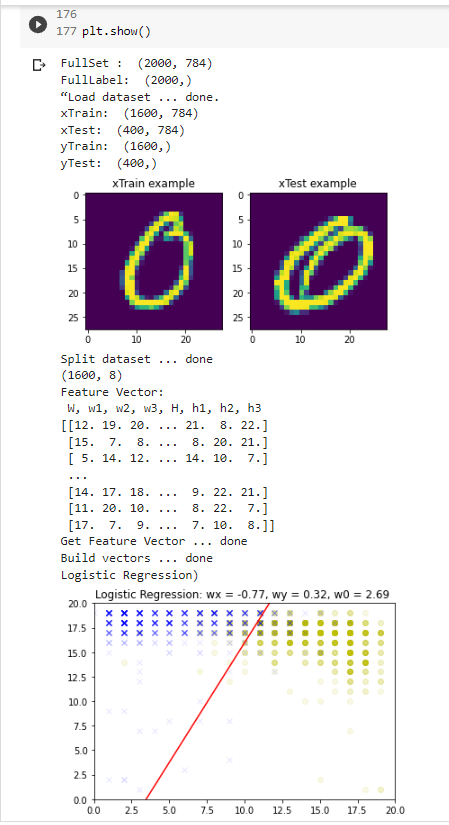 176
177 plt.show()
FullSet :  (2000, 784)
FullLabel:  (2000,)
“Load dataset ... done.
xTrain:  (1600, 784)
xTest:  (400, 784)
yTrain:  (1600,)
yTest:  (400,)
xTrain example
xTest example
0
5
10
15
20
25
0
10
20
0
5
10
15
20
25
0
10
20
Split dataset ... done
(1600, 8)
Feature Vector:
 W, w1, w2, w3, H, h1, h2, h3
[[12. 19. 20. ... 21.  8. 22.]
 [15.  7.  8. ...  8. 20. 21.]
 [ 5. 14. 12. ... 14. 10.  7.]
 ...
 [14. 17. 18. ...  9. 22. 21.]
 [11. 20. 10. ...  8. 22.  7.]
 [17.  7.  9. ...  7. 10.  8.]]
Get Feature Vector ... done
Build vectors ... done
Logistic Regression)
Logistic Regression: wx = -0.77, wy = 0.32, w0 = 2.69
20.0
17.5
15.0
12.5
10.0
7.5
5.0
2.5
0.0
0.0 2.5 5.0 7.5 10.0 12.5 15.0 17.5 20.0